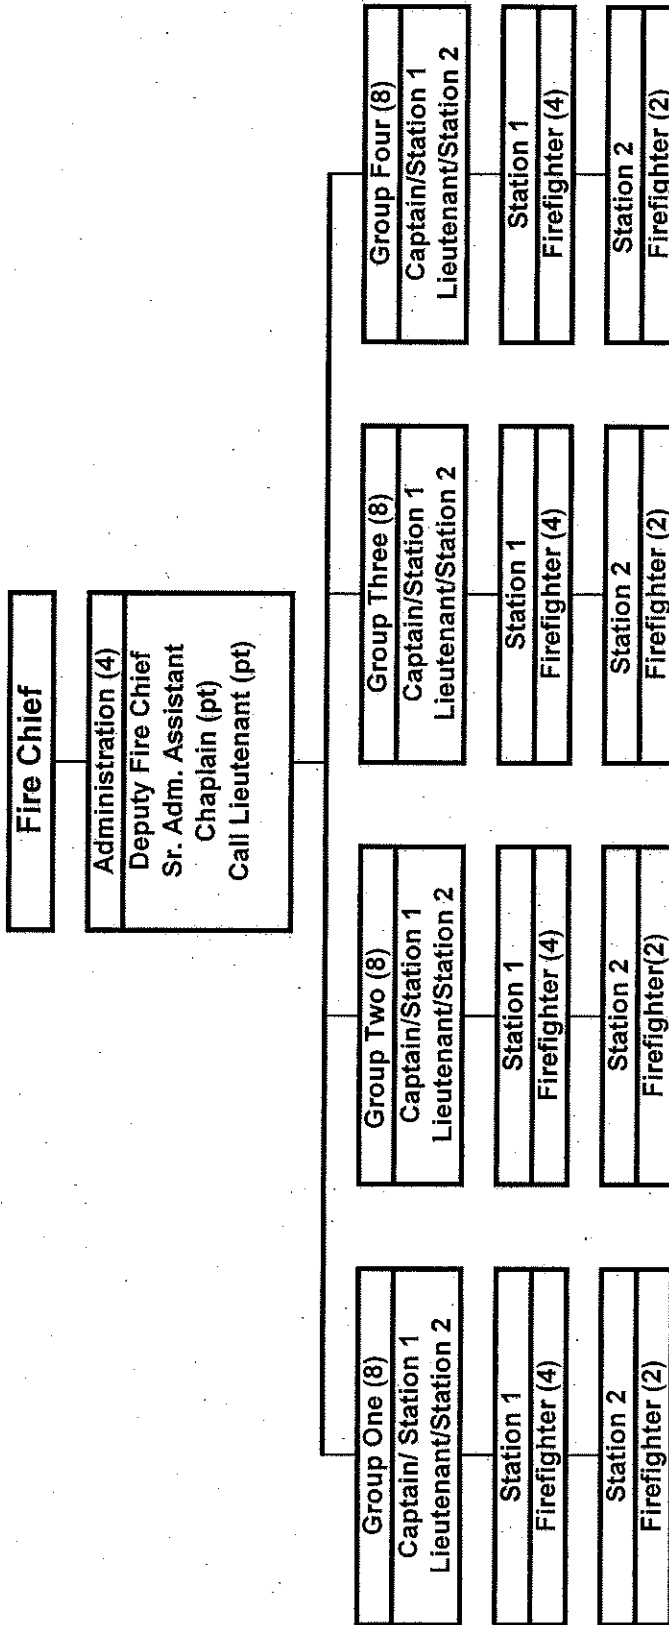 Fire Chief
Administration (4)
Deputy Fire Chief
Sr. Adm. Assistant
Chaplain (pt)
Call Lieutenant (pt)
Group One (8)
Captain/ Station 1
Lieutenant/Station 2
Station 1
Firefighter (4)
Station 2
Firefighter (2)
Group Two (8)
Captain/Station 1
Lieutenant/Station 2
Station 1
Firefighter (4)
Station 2
Firefighter(2)
Group Three (8)
Captain/Station 1
Lieutenant/Station 2
Station 1
Firefighter (4)
Station 2
Firefighter (2)
Group Four (8)
Captain/Station 1
Lieutenant/Station 2
Station 1
Firefighter (4)
Station 2
Firefighter (2)